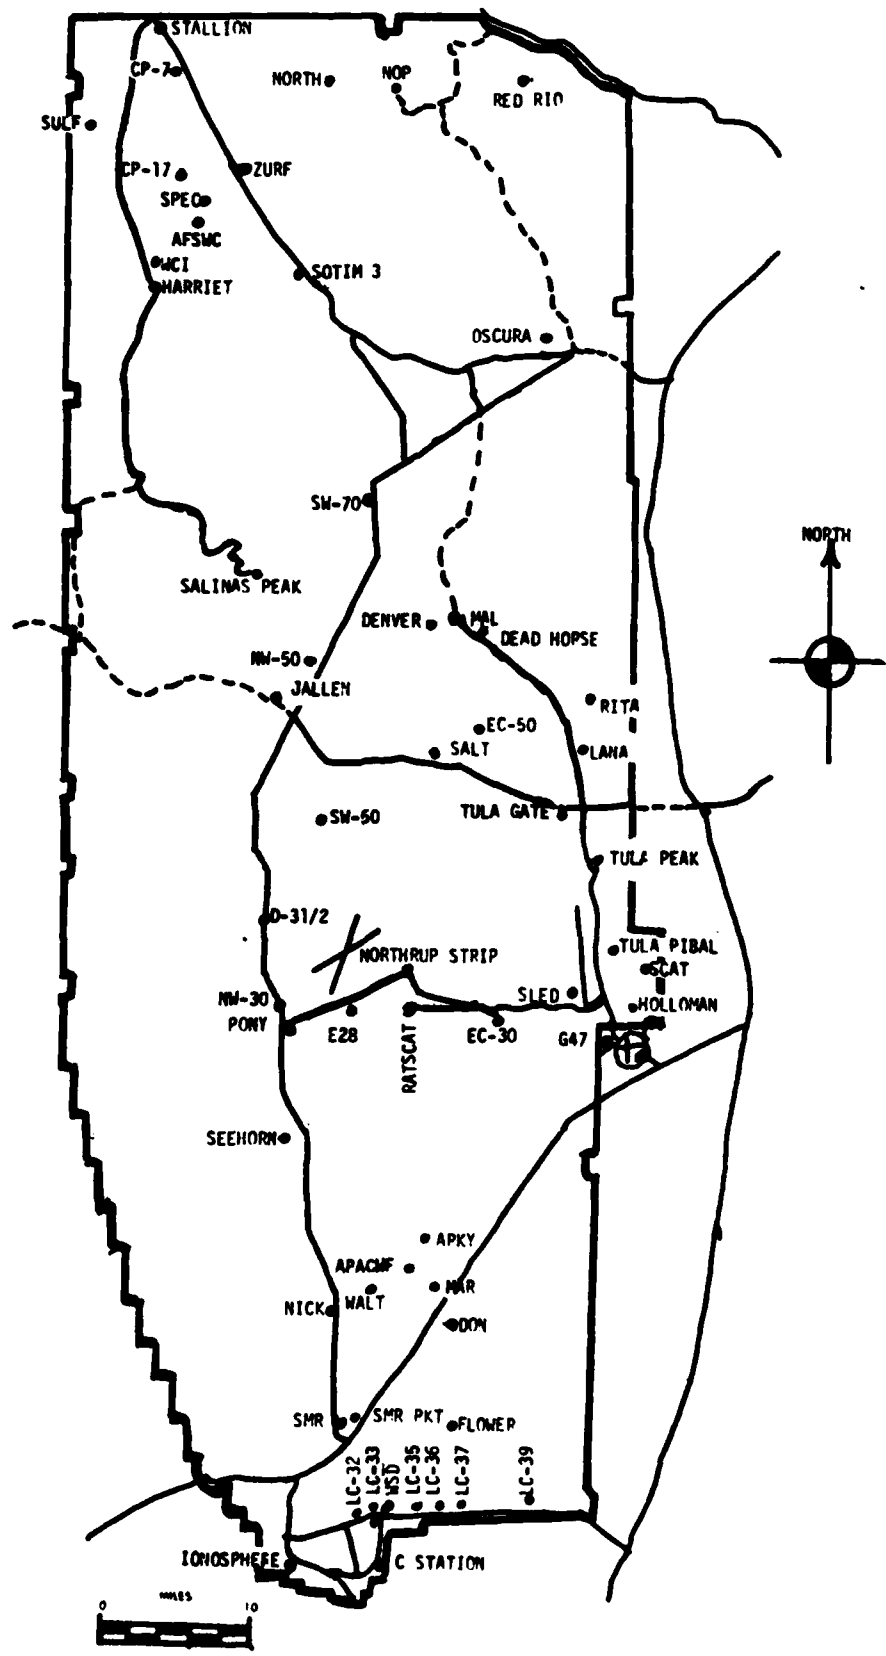 STALLION
CP-7
NORTH
NOP
RED RIO
SULF
CP-17
ZURF
SPEC
AFSWC
WCI
HARRIET
SOTIM 3
OSCURA
SW-70
NORTH
SALINAS PEAK
DENVER
MAL
DEAD HOPSE
NW-50
JALLEN
RITA
EC-50
SALT
LAHA
SW-50
TULA GATE
TULA PEAK
D-31/2
NORTHRUP STRIP
TULA PIBAL
SCAT
NW-30
SLED
HOLLOMAN
PONY
E28
RATSCAT
EC-30
G47
SEEHORN
APKY
APACHE
MAR
NICK
WALT
DON
SMR
SMR PKT
FLOWER
LC-32
LC-33
WSD
LC-35
LC-36
LC-37
LC-39
IONOSPHEFE
C STATION
0
MILES
10